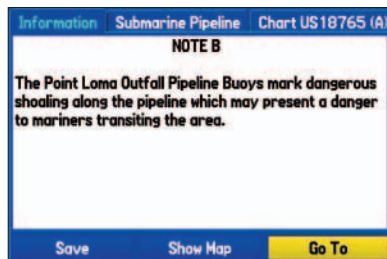 Information Submarine Pipeline Chart US18765 (A)
NOTE B
The Point Loma Outfall Pipeline Buoys mark dangerous
shoaling along the pipeline which may present a danger
to mariners transiting the area.
Save Show Map Go To